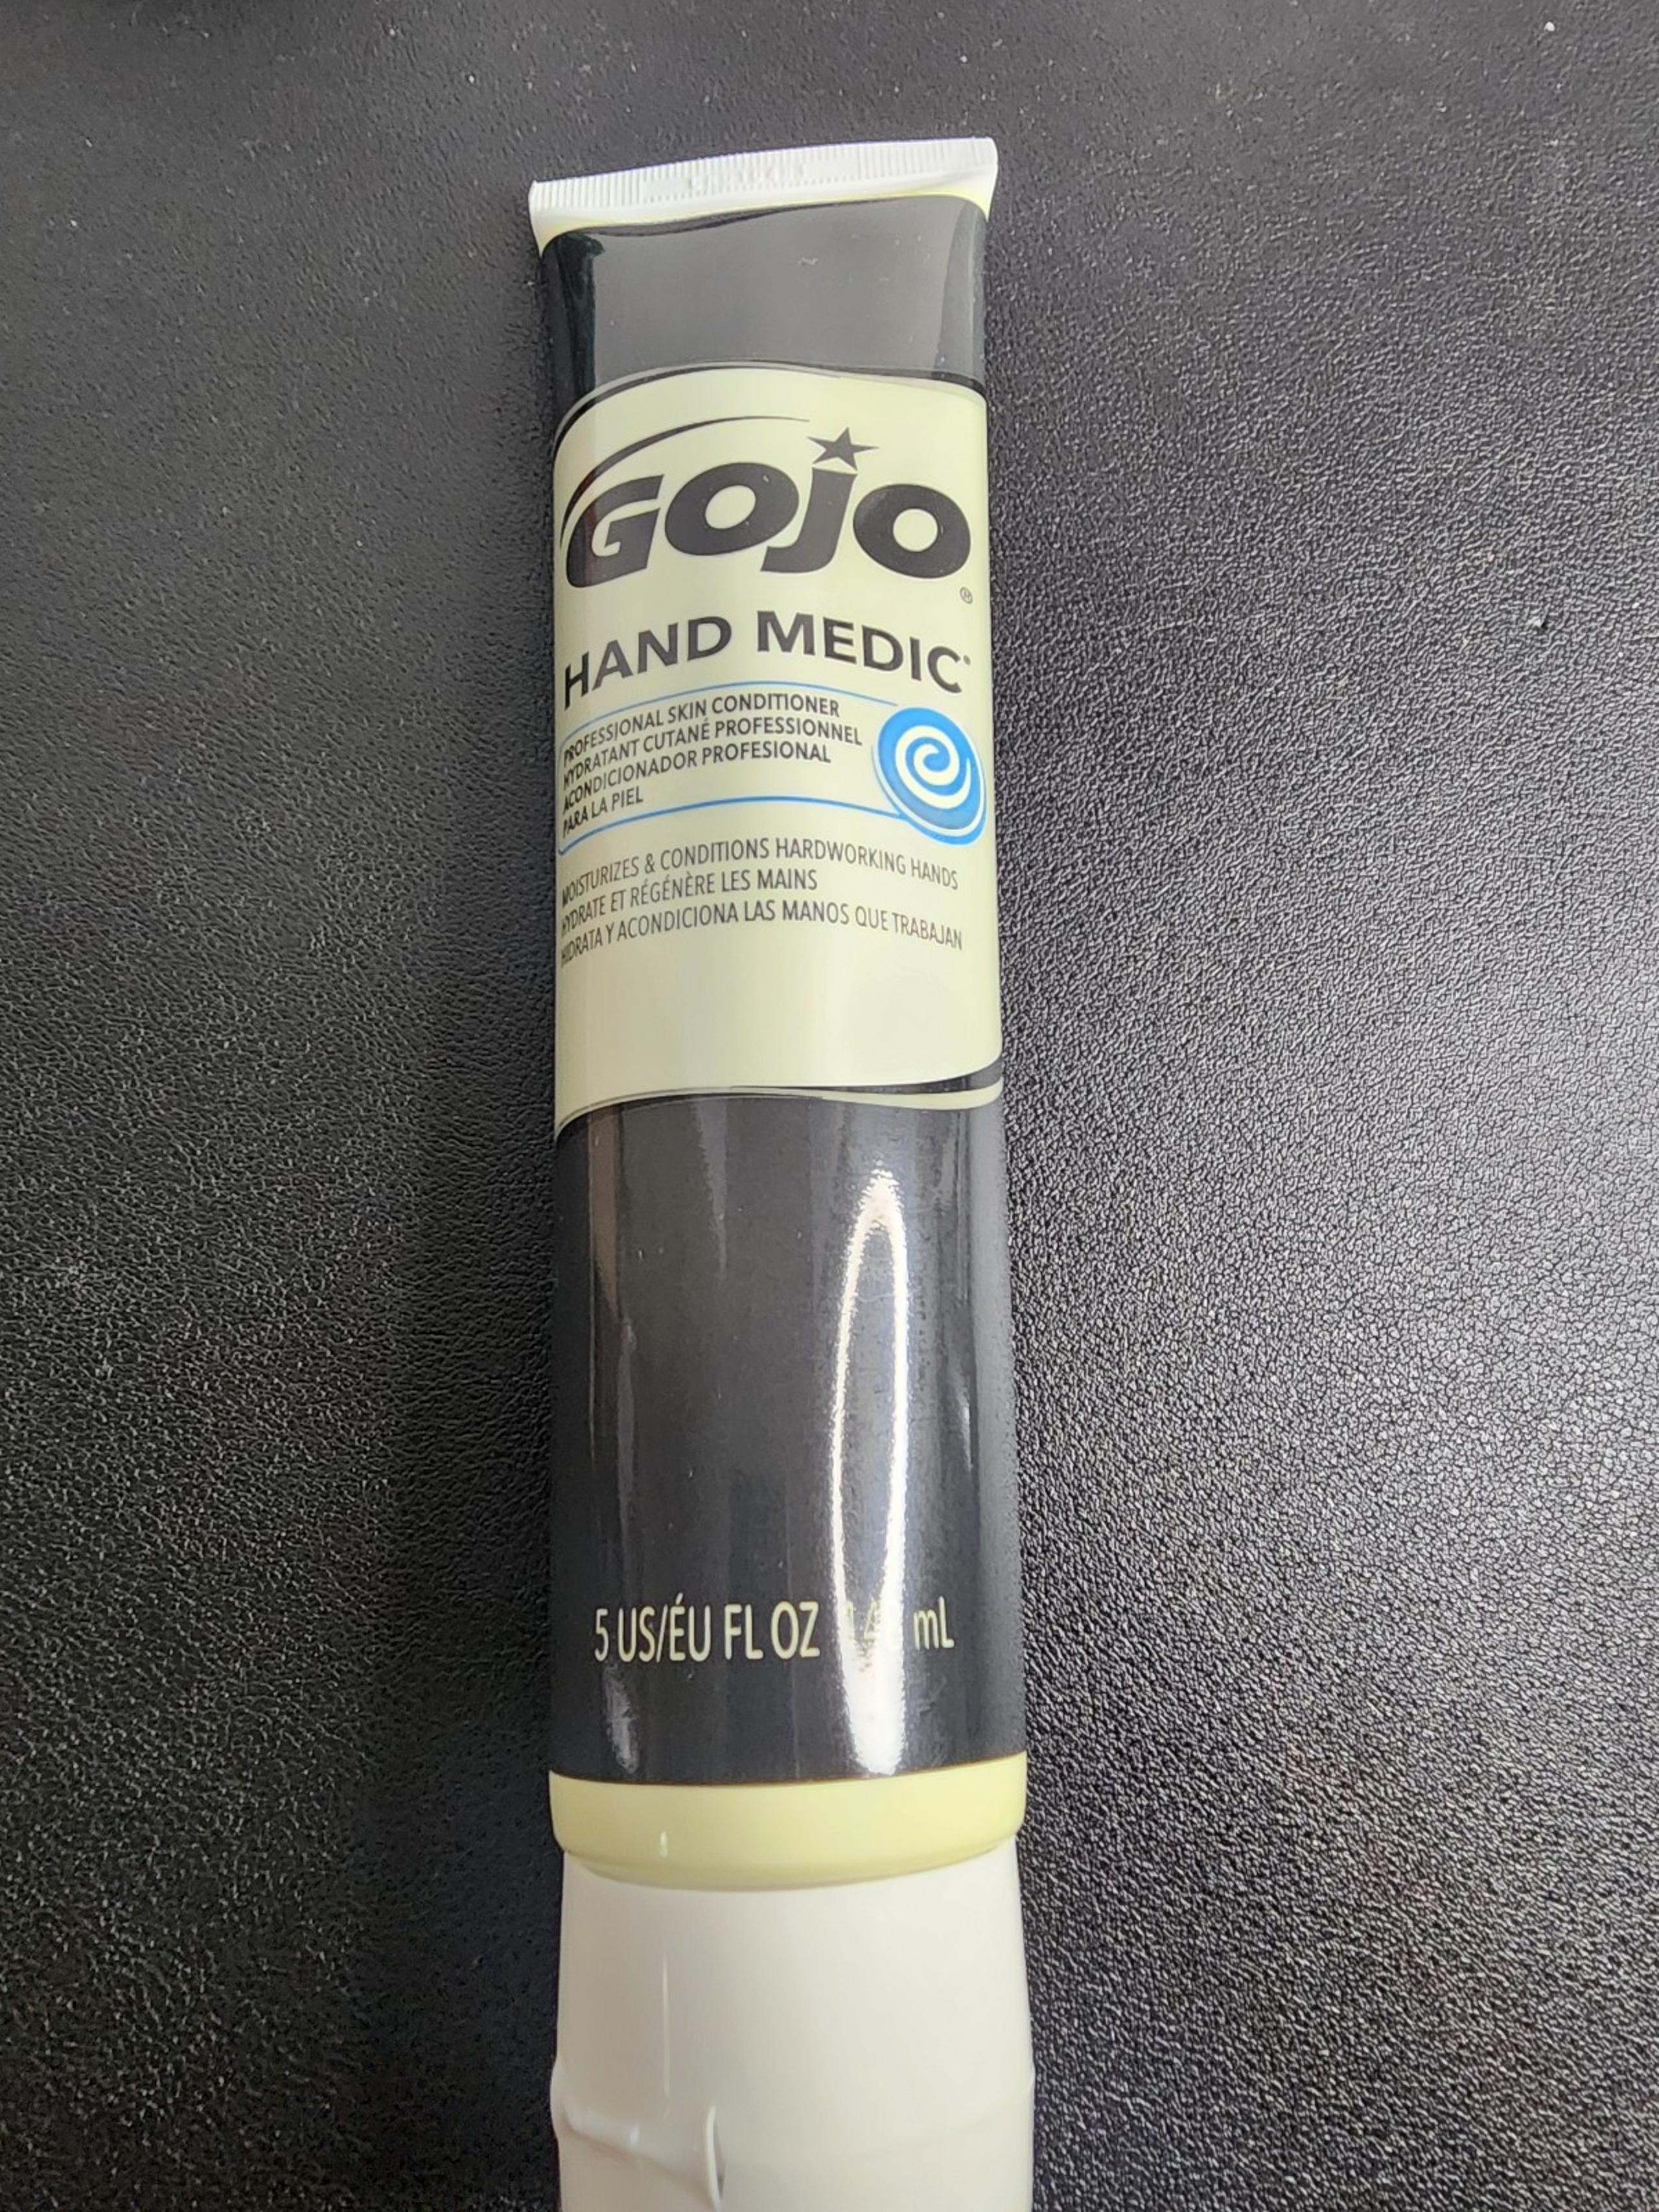 GOJO®
HAND MEDIC
PROFESSIONAL SKIN CONDITIONER
HYDRATANT CUTANÉ PROFESSIONNEL
ACONDICIONADOR PROFESIONAL
PARA LA PIEL
MOISTURIZES & CONDITIONS HARDWORKING HANDS
HYDRATE ET RÉGÉNÈRE LES MAINS
HIDRATA Y ACONDICIONA LAS MANOS QUE TRABAJAN
5 US/ÉU FL OZ mL